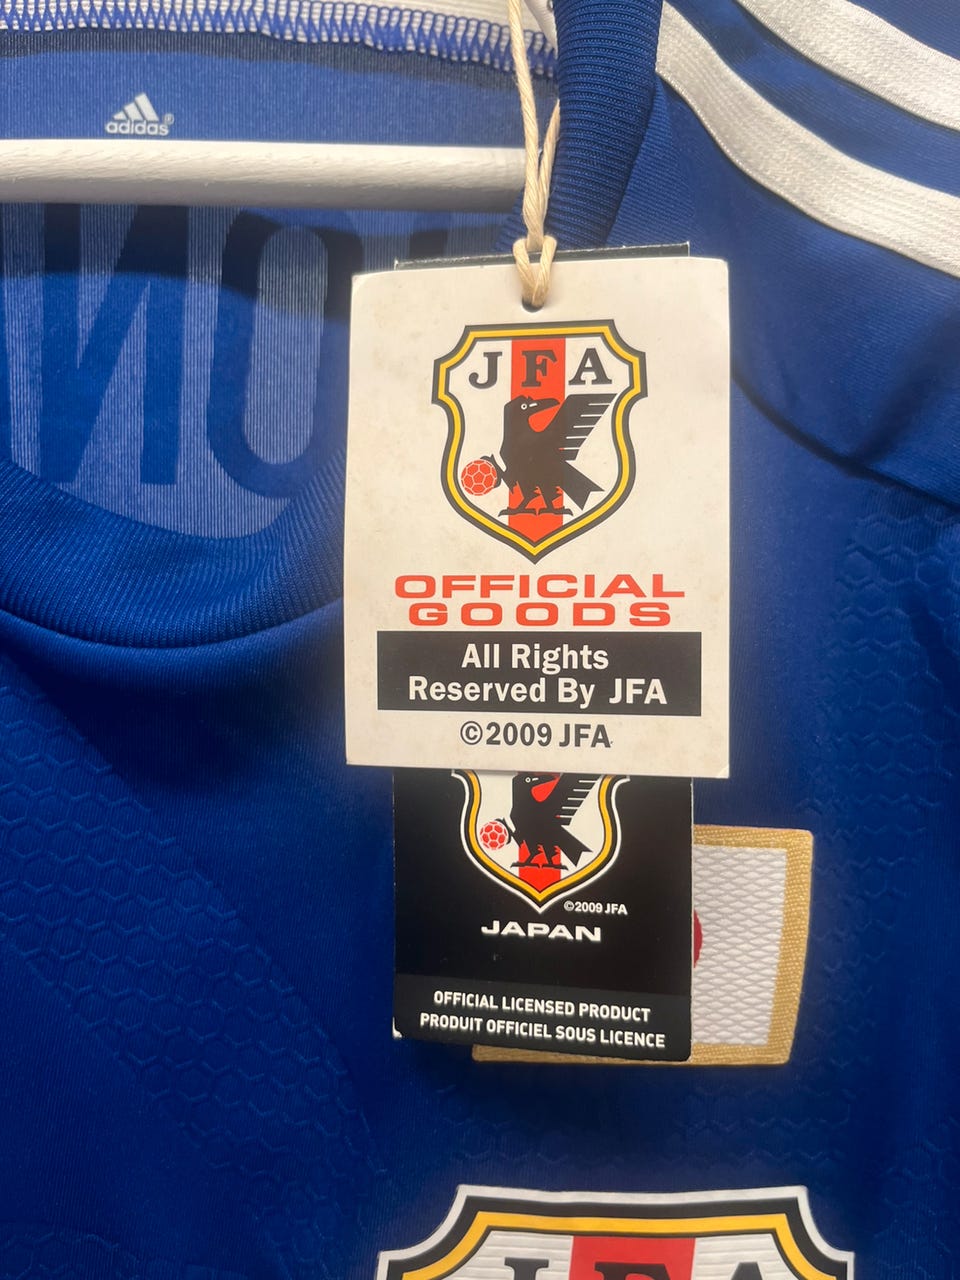 adidas®
JFA
OFFICIAL
GOODS
All Rights
Reserved By JFA
©2009 JFA
©2009 JFA
JAPAN
OFFICIAL LICENSED PRODUCT
PRODUIT OFFICIEL SOUS LICENCE
JFA